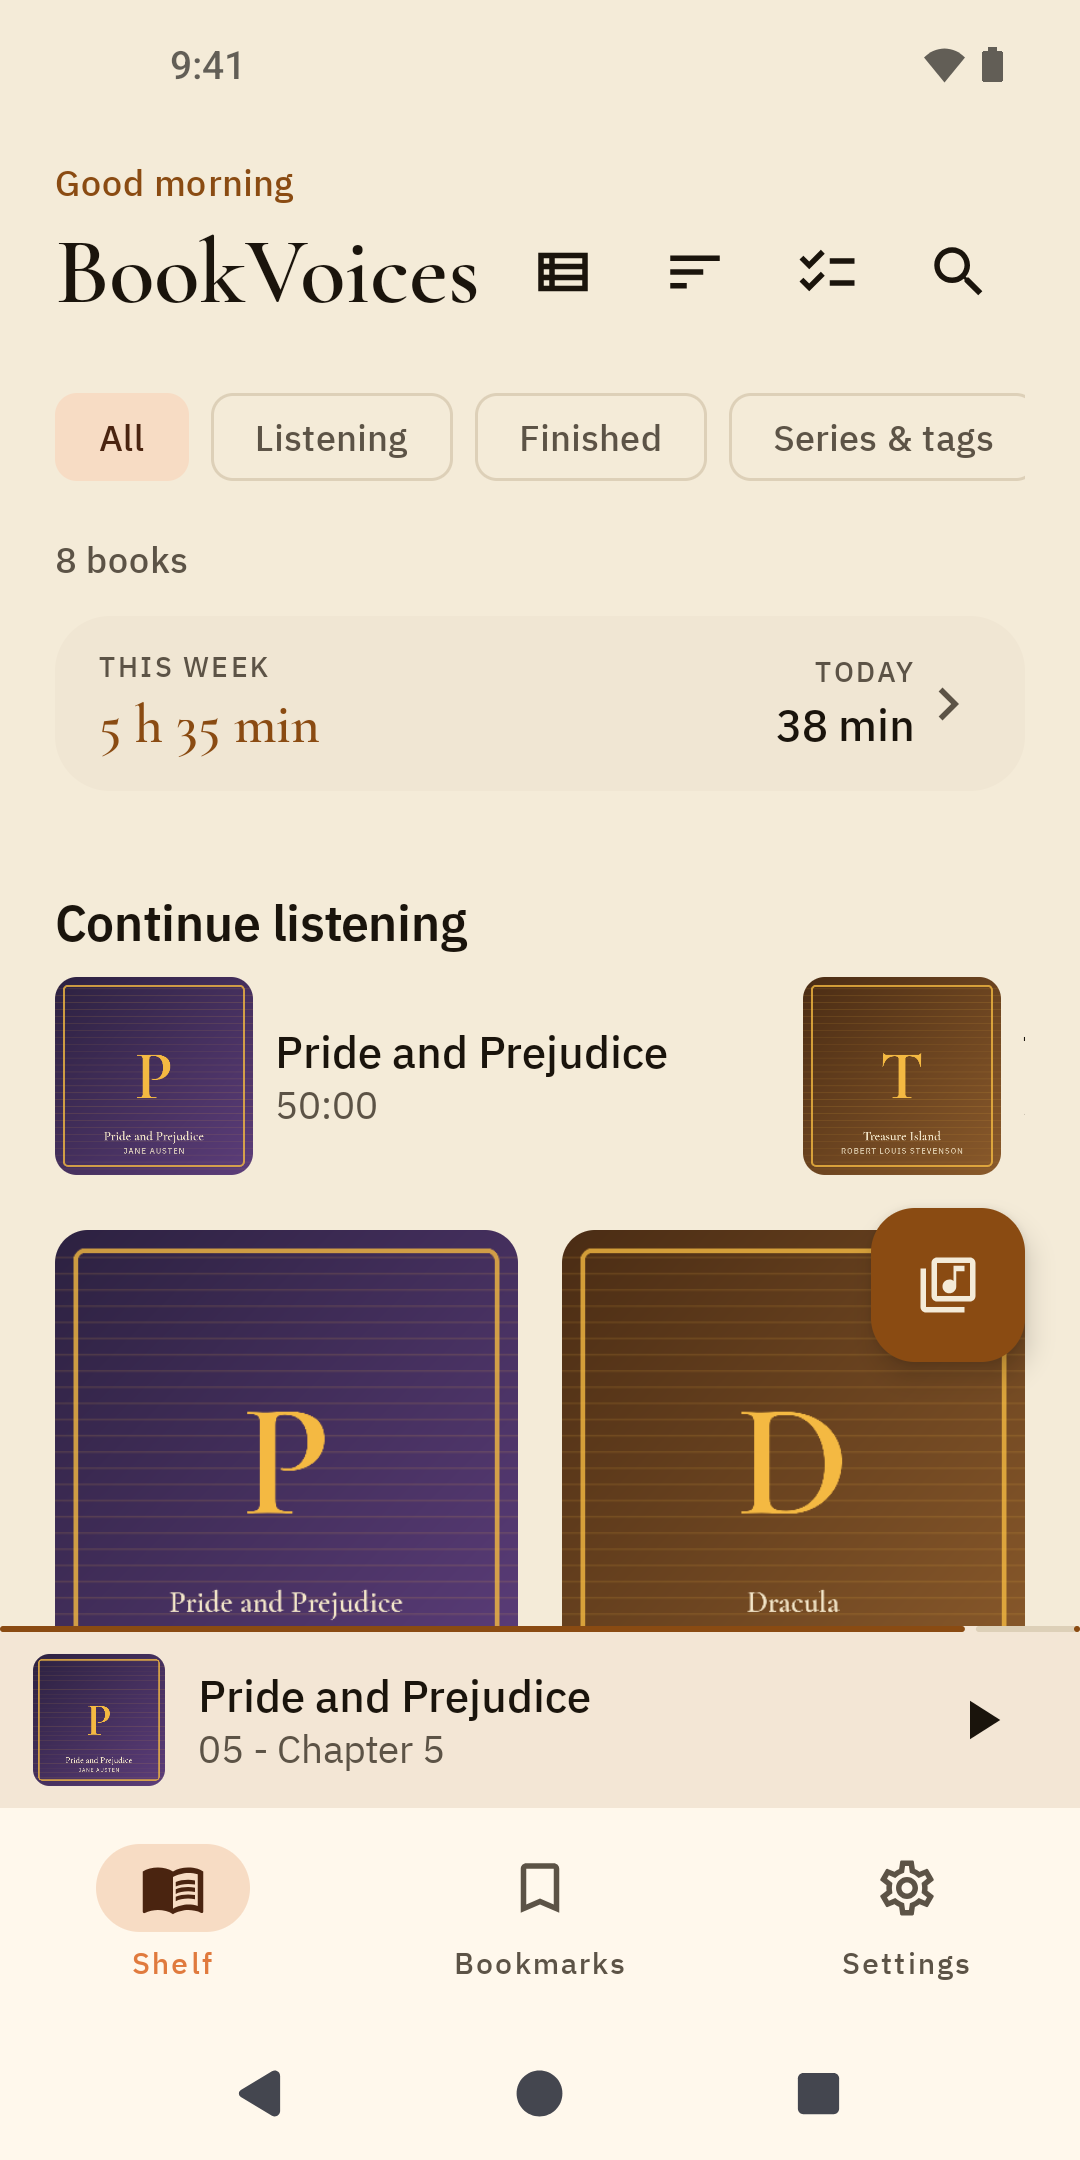 9:41
Good morning
BookVoices
All
Listening
Finished
Series & tags
8 books
THIS WEEK
5 h 35 min
TODAY
38 min
Continue listening
P
Pride and Prejudice
JANE AUSTEN
Pride and Prejudice
50:00
T
Treasure Island
ROBERT LOUIS STEVENSON
P
Pride and Prejudice
D
Dracula
P
Pride and Prejudice
JANE AUSTEN
Pride and Prejudice
05 - Chapter 5
Shelf
Bookmarks
Settings